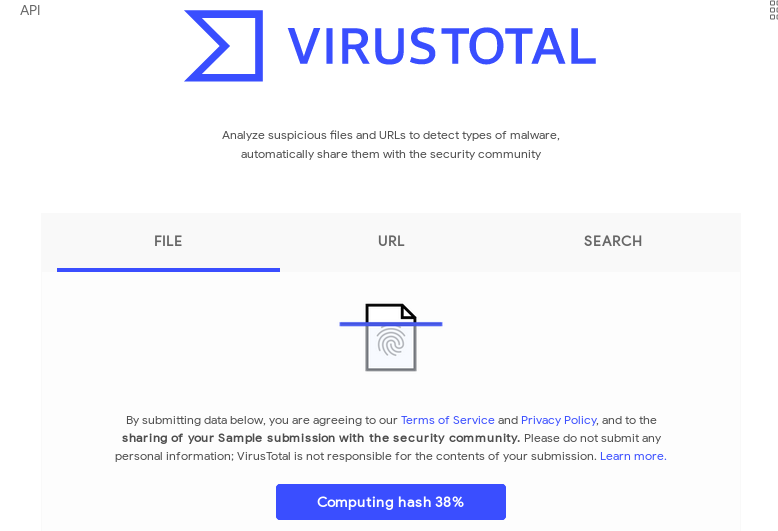 API
VIRUSTOTAL
Analyze suspicious files and URLs to detect types of malware,
automatically share them with the security community
FILE URL SEARCH
By submitting data below, you are agreeing to our Terms of Service and Privacy Policy, and to the
sharing of your Sample submission with the security community. Please do not submit any
personal information; VirusTotal is not responsible for the contents of your submission. Learn more.
Computing hash 38%